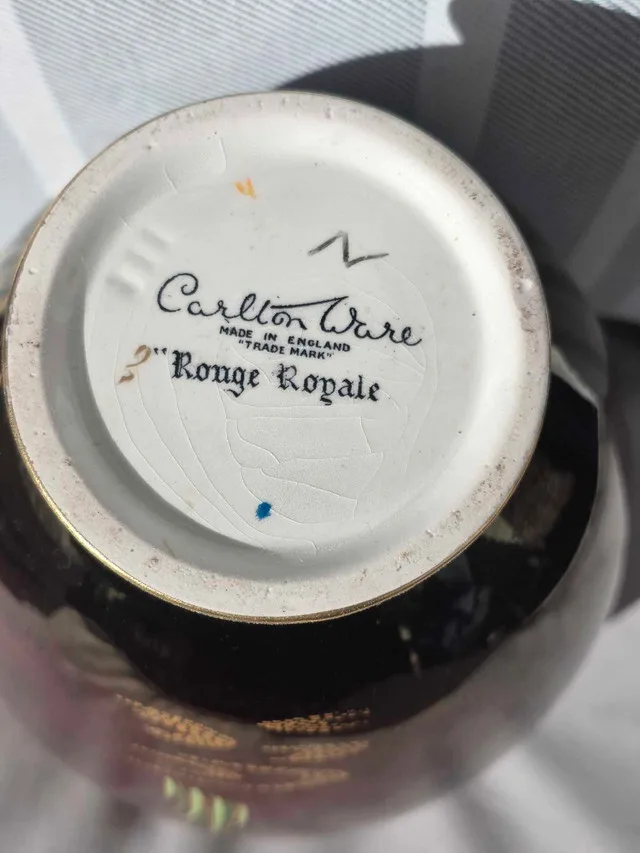 Carlton Ware
MADE IN ENGLAND
"TRADE MARK"
"Rouge Royale